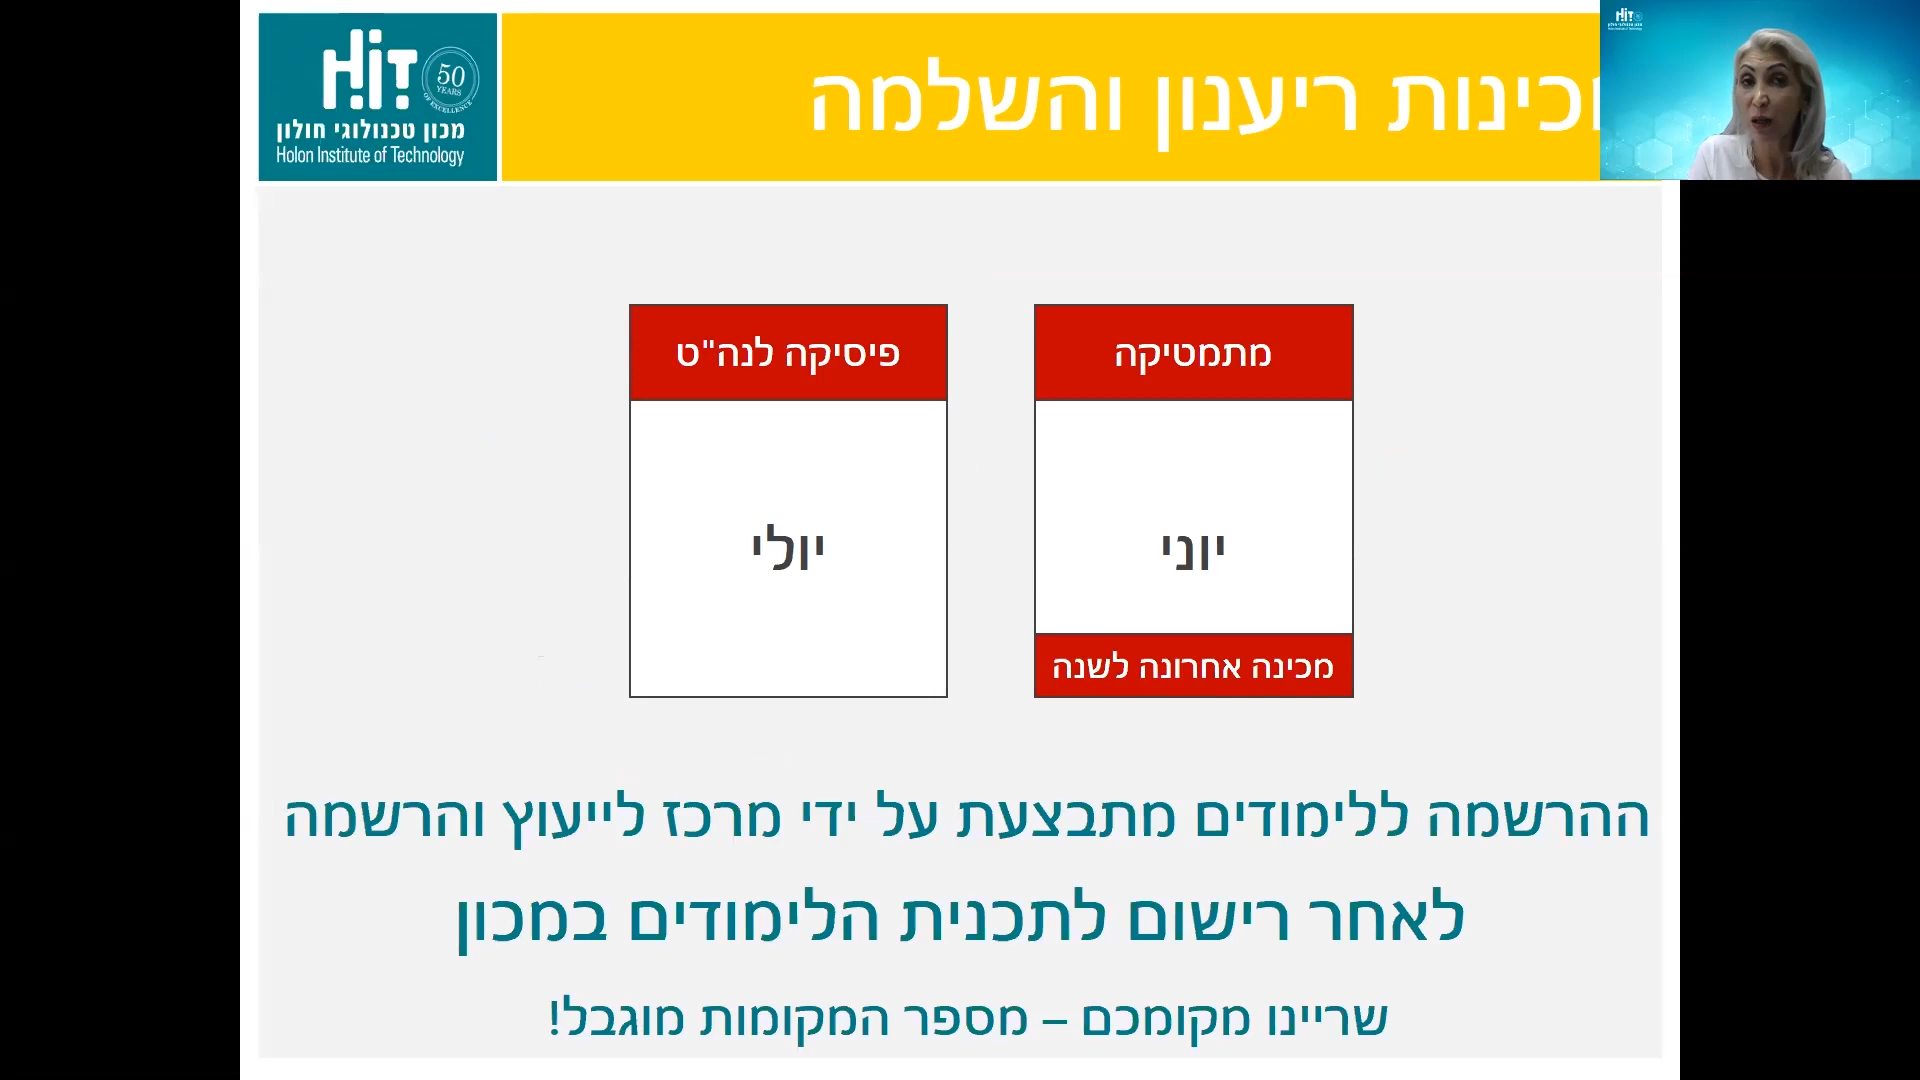 HiT
50
YEARS
OF EXCELLENCE
מכון טכנולוגי חולון
Holon Institute of Technology
ריענון והשלמה
מתמטיקה
יוני
מכינה אחרונה לשנה
פיסיקה לנה"ט
יולי
ההרשמה ללימודים מתבצעת על ידי מרכז לייעוץ והרשמה
לאחר רישום לתכנית הלימודים במכון
שריינו מקומכם – מספר המקומות מוגבל!
HiT